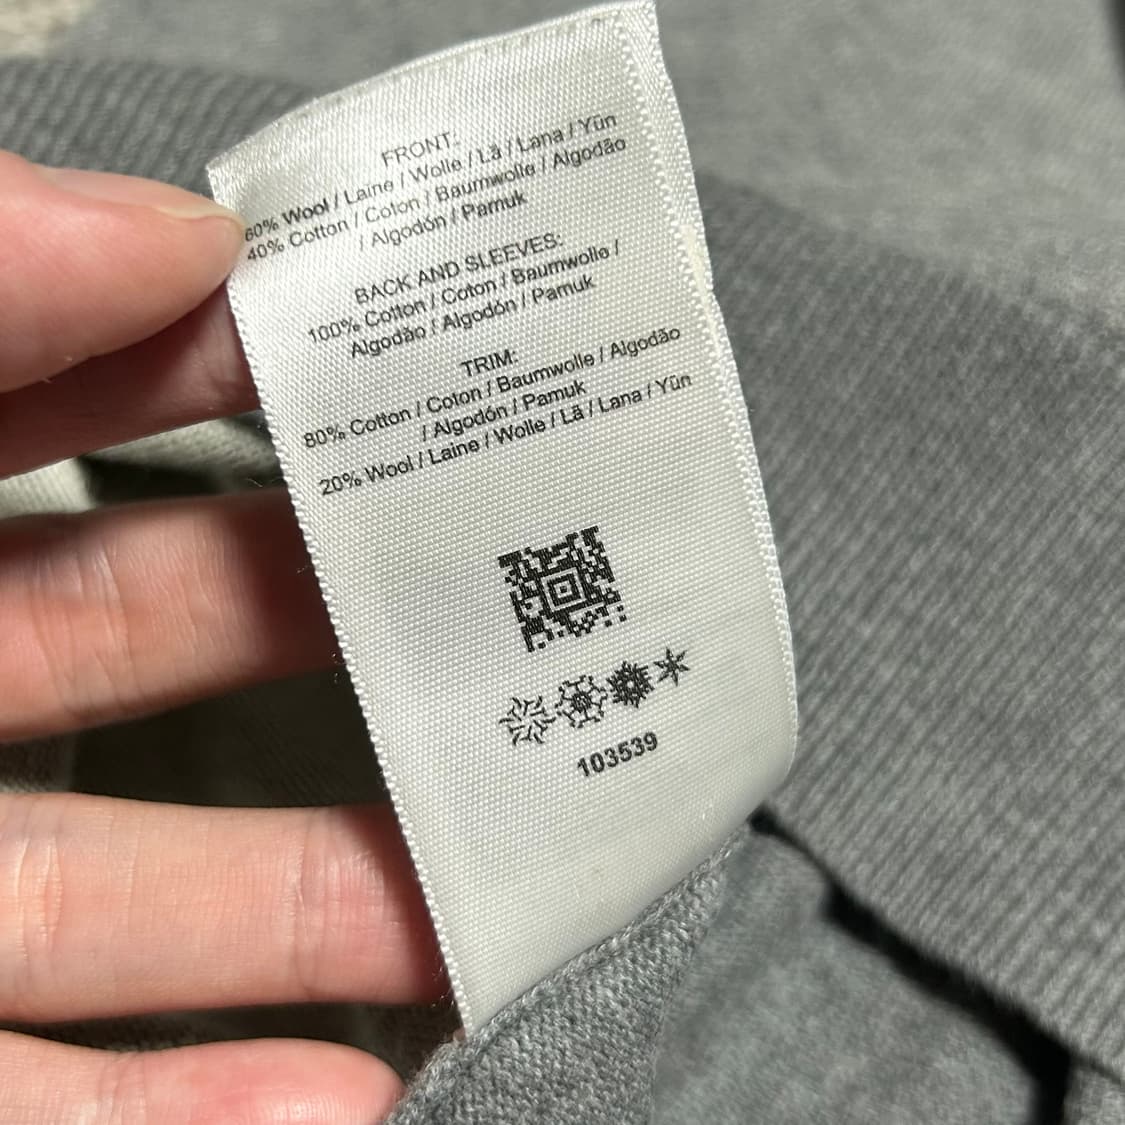 FRONT:
60% Wool / Laine / Wolle / Lã / Lana / Yün
40% Cotton / Coton / Baumwolle / Algodão
/ Algodón / Pamuk
BACK AND SLEEVES:
100% Cotton / Coton / Baumwolle /
Algodão / Algodón / Pamuk
TRIM:
80% Cotton / Coton / Baumwolle / Algodão
/ Algodón / Pamuk
20% Wool / Laine / Wolle / Lã / Lana / Yün
103539